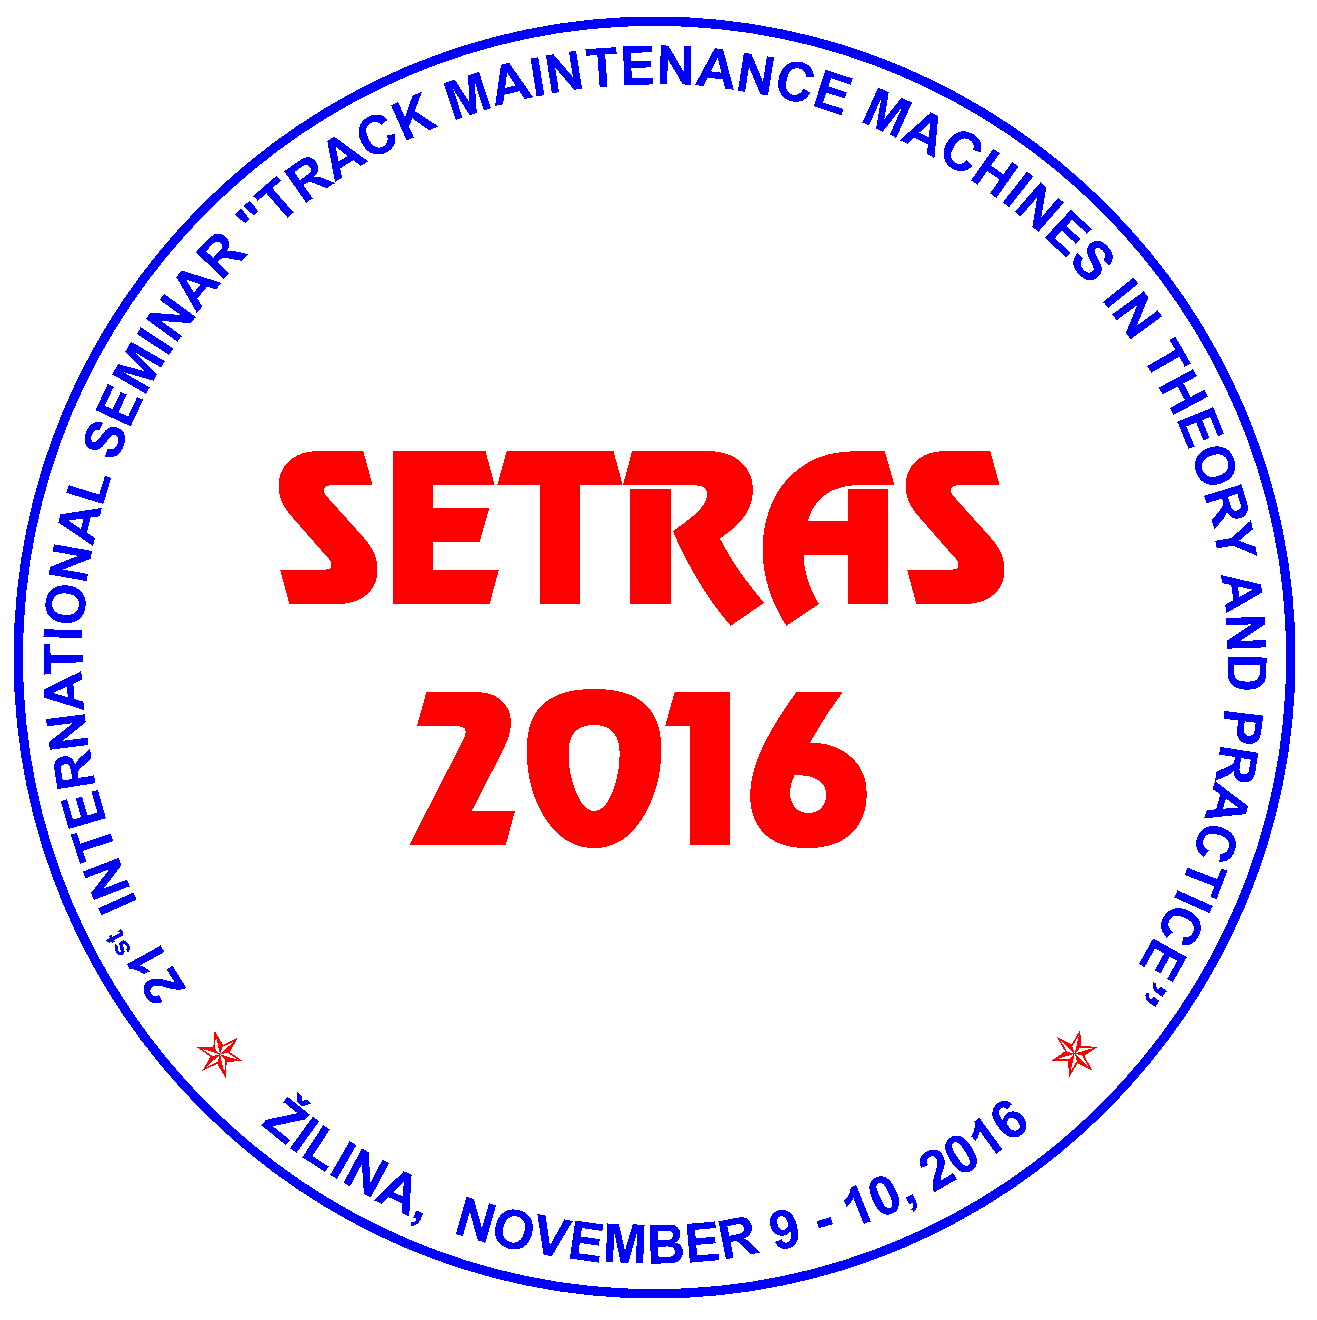 21st INTERNATIONAL SEMINAR "TRACK MAINTENANCE MACHINES IN THEORY AND PRACTICE“
SETRAS
2016
ŽILINA, NOVEMBER 9 - 10, 2016